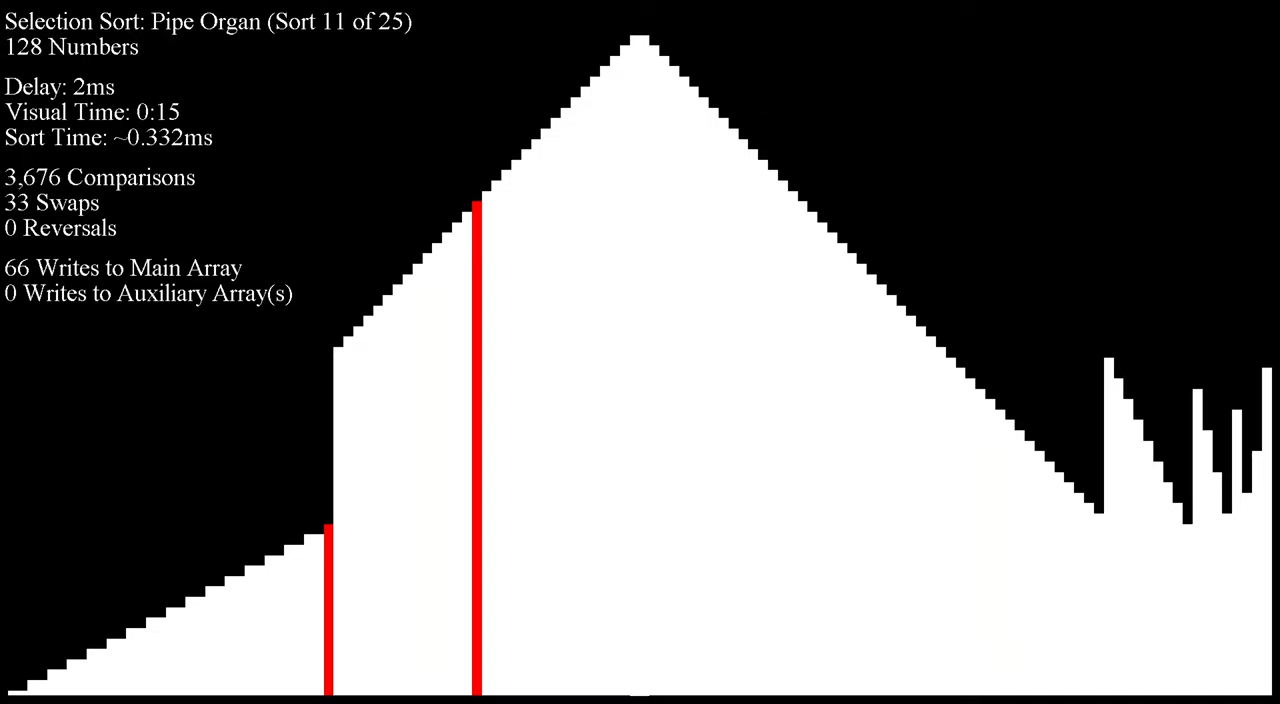 Selection Sort: Pipe Organ (Sort 11 of 25)
128 Numbers
Delay: 2ms
Visual Time: 0:15
Sort Time: ~0.332ms
3,676 Comparisons
33 Swaps
0 Reversals
66 Writes to Main Array
0 Writes to Auxiliary Array(s)